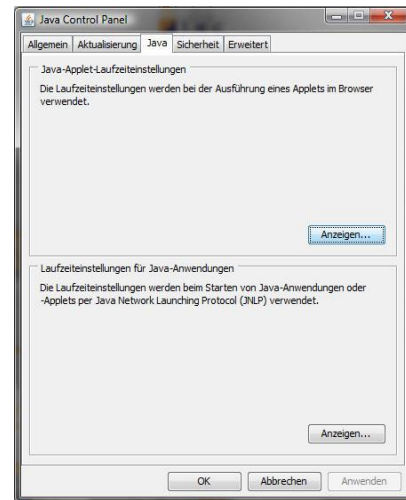 Java Control Panel
Allgemein Aktualisierung Java Sicherheit Erweitert
Java-Applet-Laufzeiteinstellungen
Die Laufzeiteinstellungen werden bei der Ausführung eines Applets im Browser
verwendet.
Anzeigen...
Laufzeiteinstellungen für Java-Anwendungen
Die Laufzeiteinstellungen werden beim Starten von Java-Anwendungen oder
-Applets per Java Network Launching Protocol (JNLP) verwendet.
Anzeigen...
OK Abbrechen Anwenden